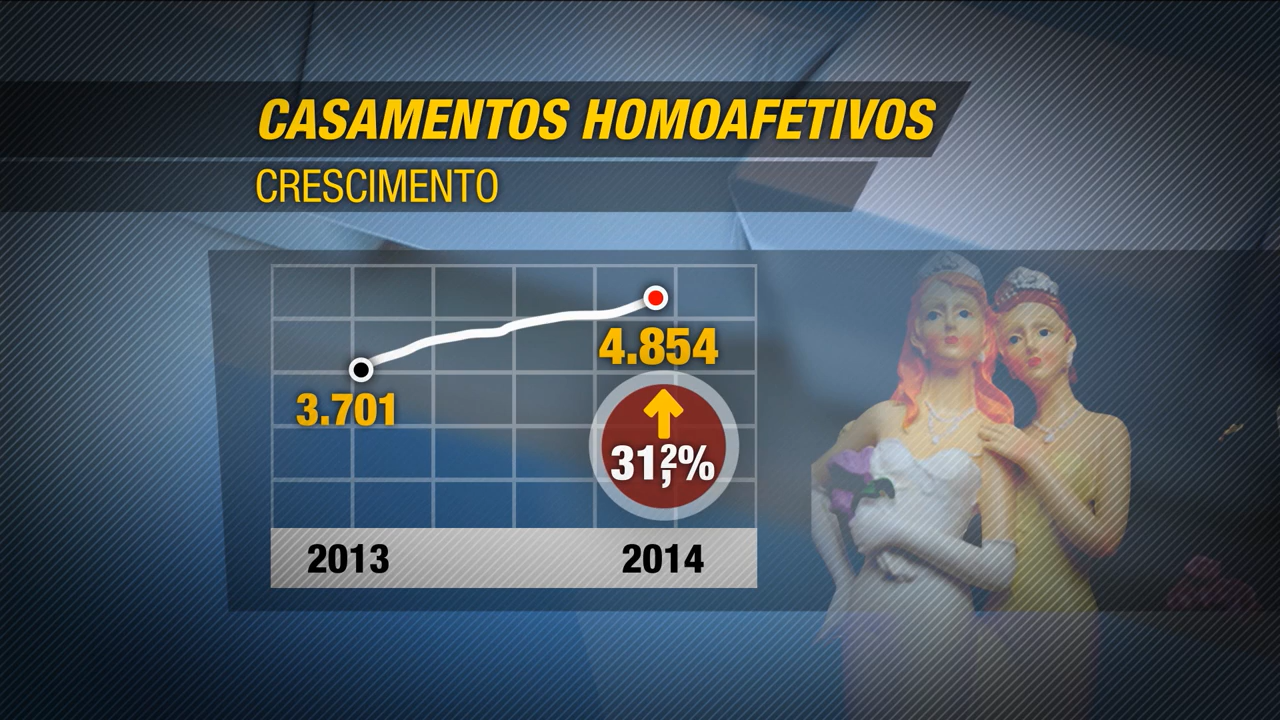 CASAMENTOS HOMOAFETIVOS
CRESCIMENTO
4.854
3.701
31,2%
2013 2014